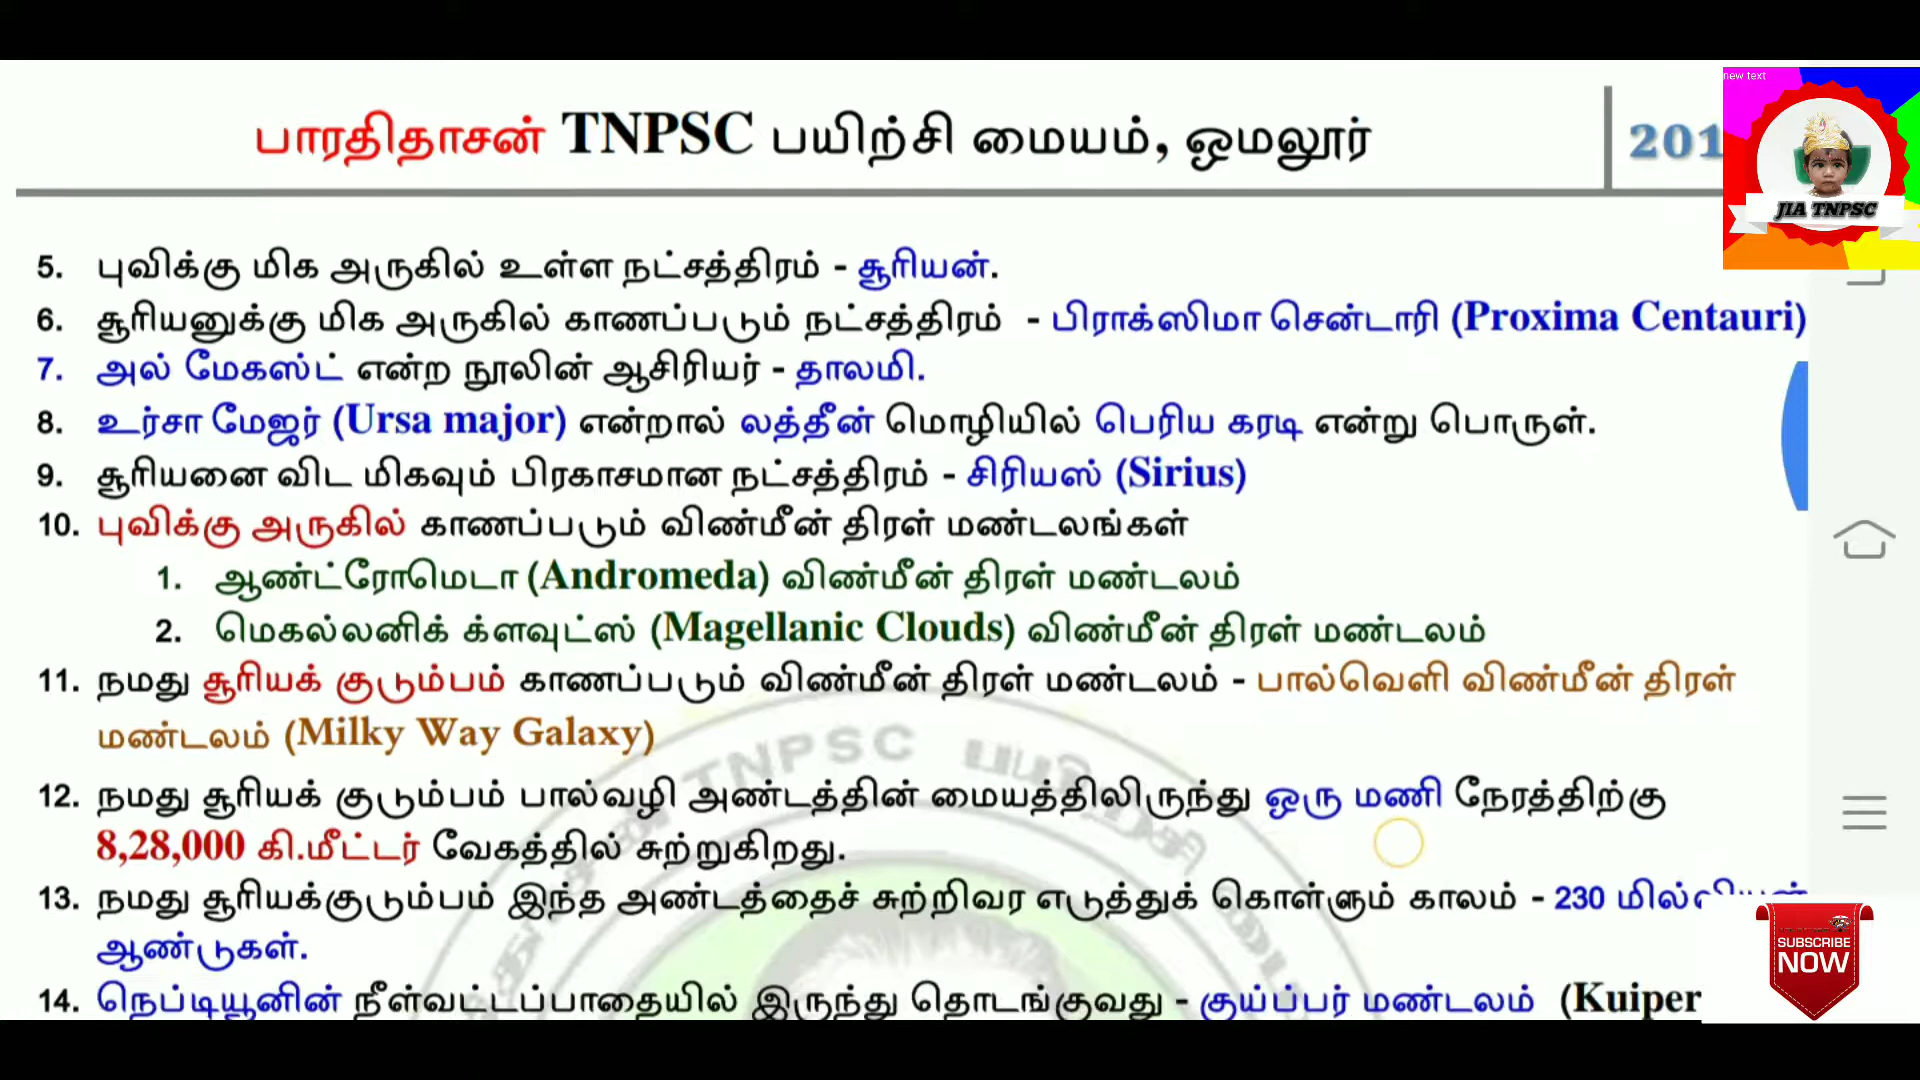 new text
பாரதிதாசன் TNPSC பயிற்சி மையம், ஓமலூர்
201
JIA TNPSC
5. புவிக்கு மிக அருகில் உள்ள நட்சத்திரம் - சூரியன்.
6. சூரியனுக்கு மிக அருகில் காணப்படும் நட்சத்திரம் - பிராக்ஸிமா சென்டாரி (Proxima Centauri)
7. அல் மேகஸ்ட் என்ற நூலின் ஆசிரியர் - தாலமி.
8. உர்சா மேஜர் (Ursa major) என்றால் லத்தீன் மொழியில் பெரிய கரடி என்று பொருள்.
9. சூரியனை விட மிகவும் பிரகாசமான நட்சத்திரம் - சிரியஸ் (Sirius)
10. புவிக்கு அருகில் காணப்படும் விண்மீன் திரள் மண்டலங்கள்
1. ஆண்ட்ரோமெடா (Andromeda) விண்மீன் திரள் மண்டலம்
2. மெகல்லனிக் க்ளவுட்ஸ் (Magellanic Clouds) விண்மீன் திரள் மண்டலம்
11. நமது சூரியக் குடும்பம் காணப்படும் விண்மீன் திரள் மண்டலம் - பால்வெளி விண்மீன் திரள்
மண்டலம் (Milky Way Galaxy)
12. நமது சூரியக் குடும்பம் பால்வழி அண்டத்தின் மையத்திலிருந்து ஒரு மணி நேரத்திற்கு
8,28,000 கி.மீட்டர் வேகத்தில் சுற்றுகிறது.
13. நமது சூரியக்குடும்பம் இந்த அண்டத்தைச் சுற்றிவர எடுத்துக் கொள்ளும் காலம் - 230 மில்லியன்
ஆண்டுகள்.
14. நெப்டியூனின் நீள்வட்டப்பாதையில் இருந்து தொடங்குவது - குய்ப்பர் மண்டலம் (Kuiper
SUBSCRIBE
NOW